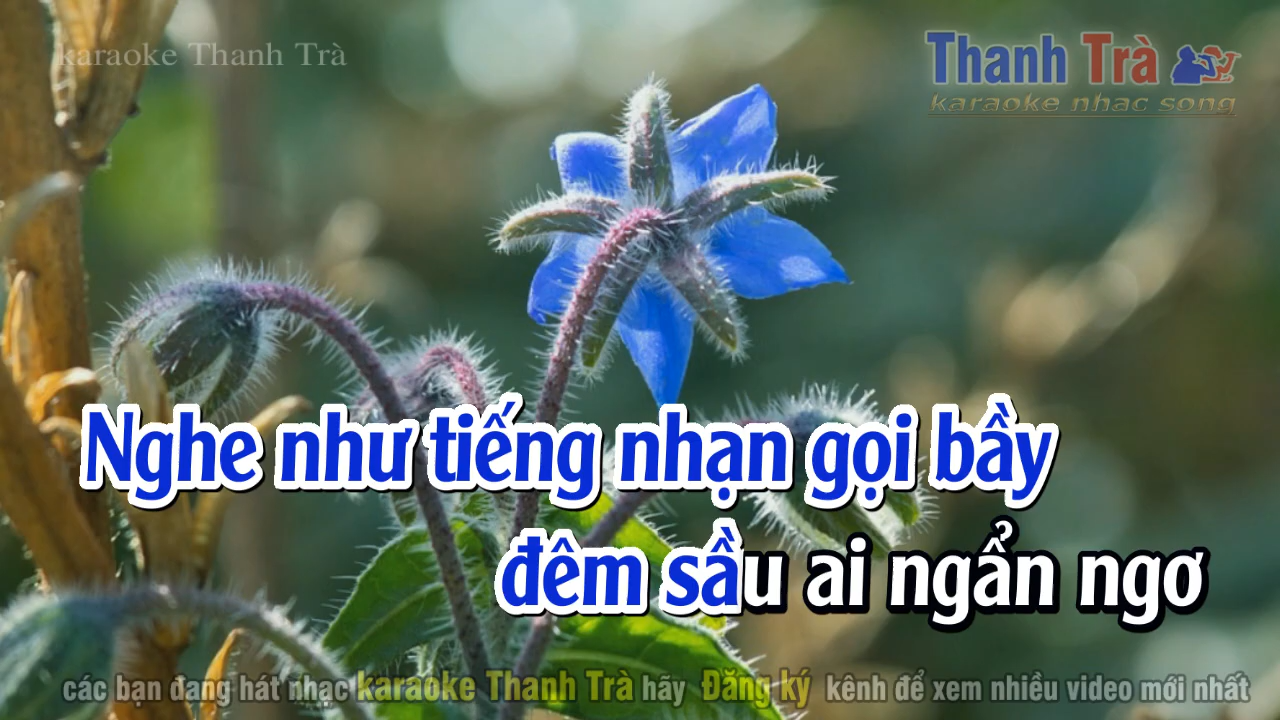 karaoke Thanh Trà
Thanh Trà
karaoke nhac song
Nghe như tiếng nhạn gọi bầy
đêm sầu ai ngẩn ngơ
các bạn đang hát nhạc karaoke Thanh Trà hãy Đăng ký kênh để xem nhiều video mới nhất